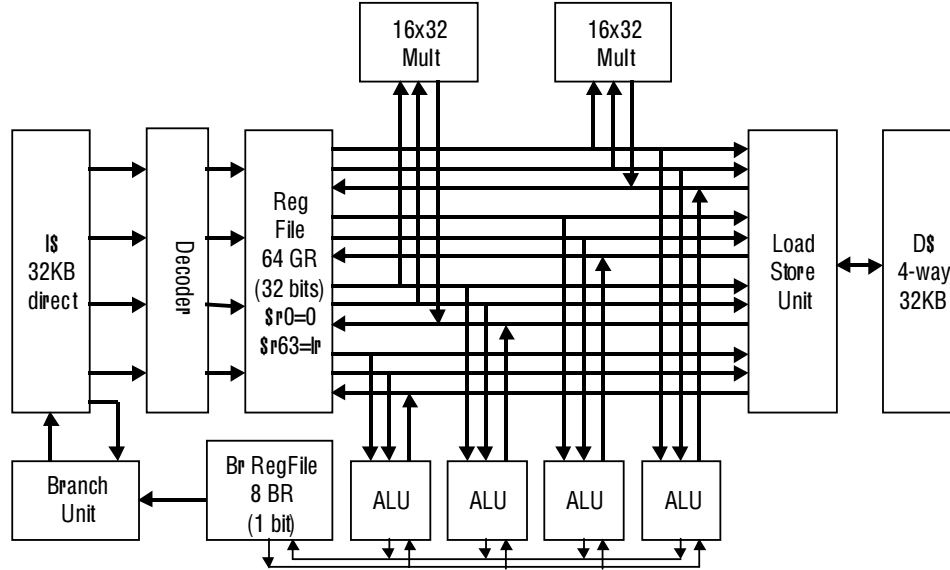 16x32
Mult
16x32
Mult
I$
32KB
direct
Decoder
Reg
File
64 GR
(32 bits)
$r0=0
$r63=lr
Load
Store
Unit
D$
4-way
32KB
Branch
Unit
Br RegFile
8 BR
(1 bit)
ALU
ALU
ALU
ALU